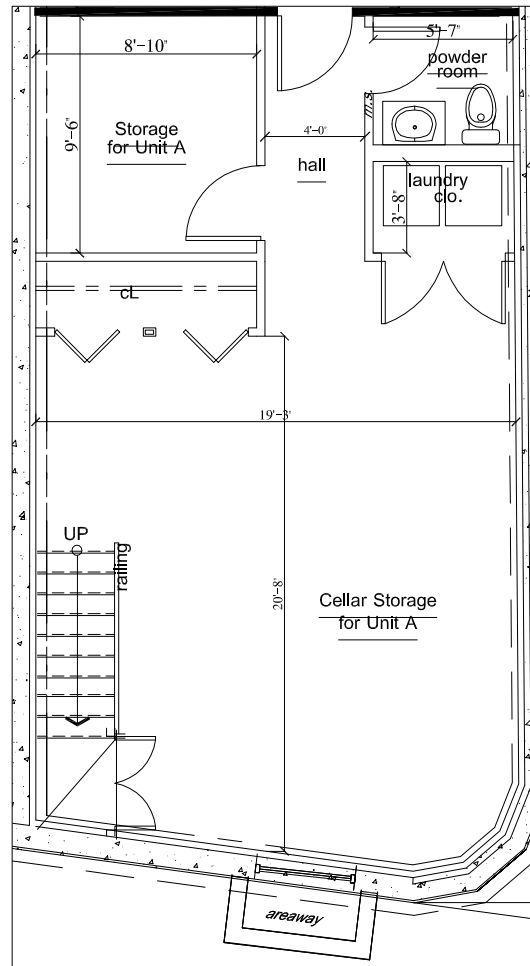 8'-10"
5'-7"
powder
room
9'-6"
Storage
for Unit A
4'-0"
hall
laundry
clo.
3'-8"
cL
19'-3"
UP
railing
20'-8"
Cellar Storage
for Unit A
areaway